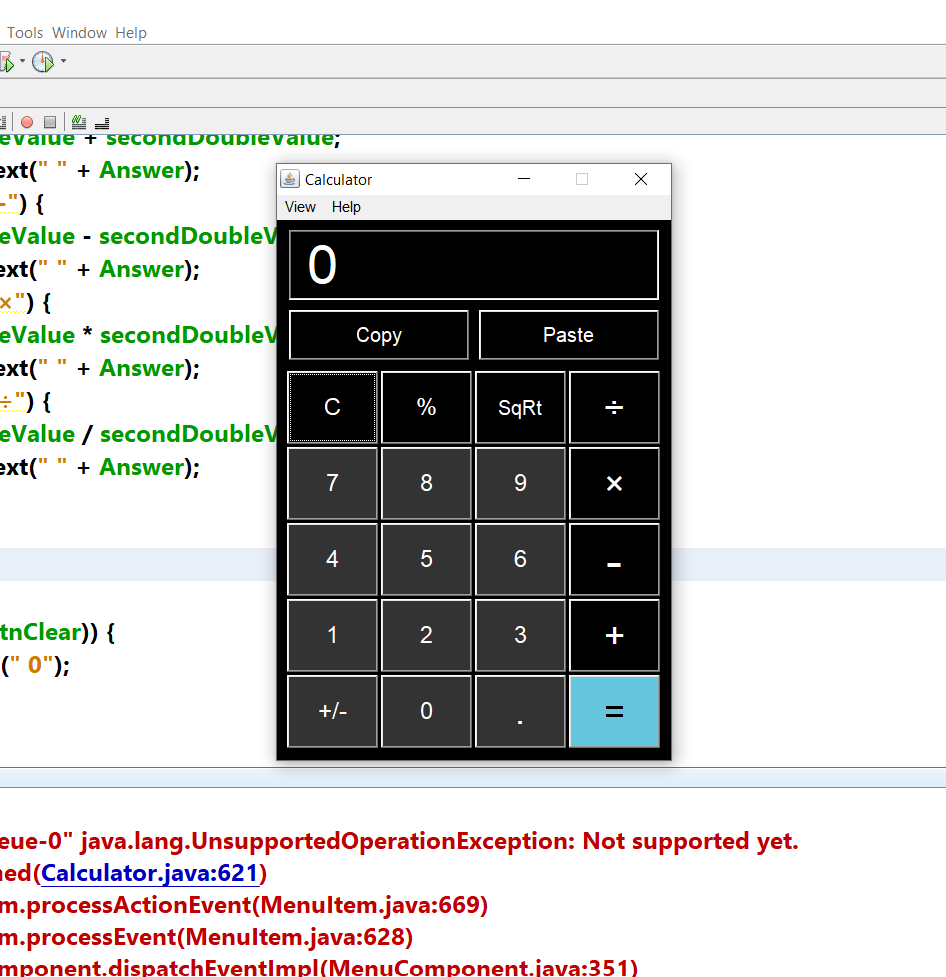 Tools Window Help
eValue + secondDoubleValue;
ext(" " + Answer);
-") {
eValue - secondDoubleV
ext(" " + Answer);
×") {
eValue * secondDoubleV
ext(" " + Answer);
÷") {
eValue / secondDoubleV
ext(" " + Answer);
tnClear)) {
(" 0");
Calculator
View Help
0
Copy Paste
C % SqRt ÷
7 8 9 ×
4 5 6 -
1 2 3 +
+/- 0 . =
eue-0" java.lang.UnsupportedOperationException: Not supported yet.
ned(Calculator.java:621)
m.processActionEvent(MenuItem.java:669)
m.processEvent(MenuItem.java:628)
mponent.dispatchEventImpl(MenuComponent.java:351)